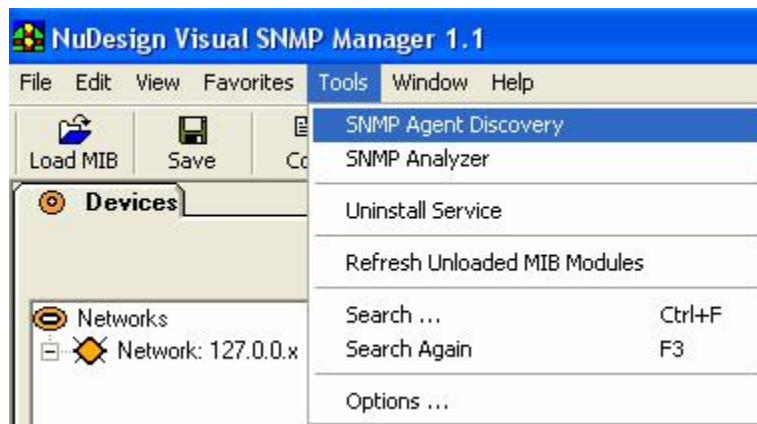 NuDesign Visual SNMP Manager 1.1
File Edit View Favorites Tools Window Help
Load MIB Save
SNMP Agent Discovery
SNMP Analyzer
Uninstall Service
Refresh Unloaded MIB Modules
Search ... Ctrl+F
Search Again F3
Options ...
Devices
Networks
Network: 127.0.0.x